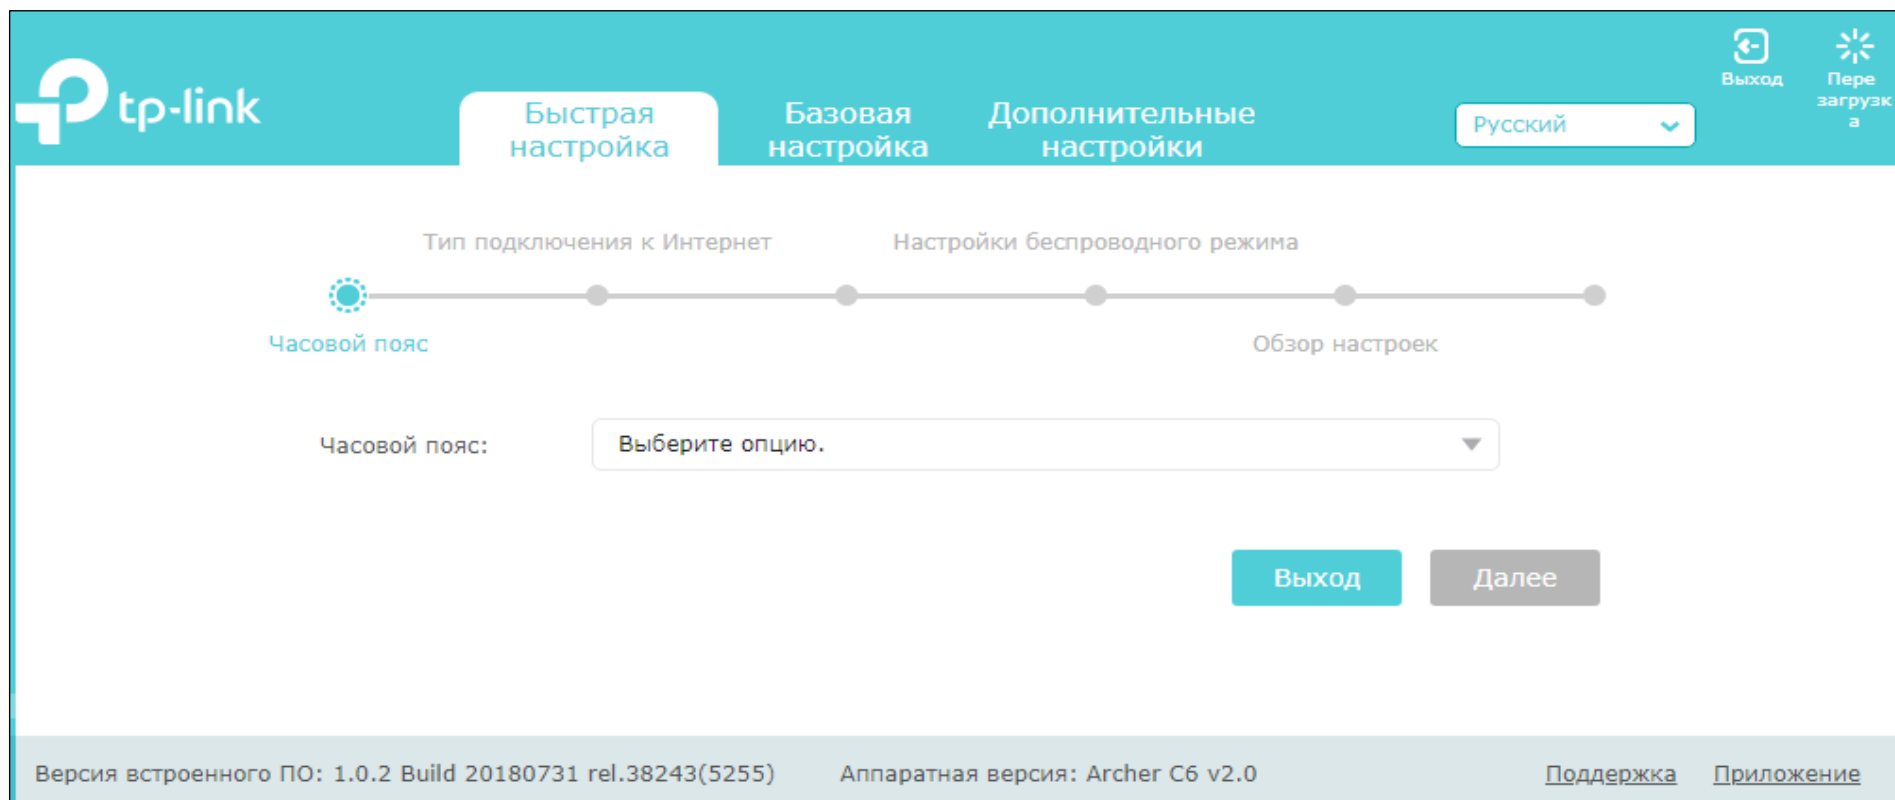 tp-link
Быстрая
настройка
Базовая
настройка
Дополнительные
настройки
Русский
Выход
Пере
загрузк
а
Тип подключения к Интернет
Настройки беспроводного режима
Часовой пояс
Обзор настроек
Часовой пояс:
Выберите опцию.
Выход
Далее
Версия встроенного ПО: 1.0.2 Build 20180731 rel.38243(5255)
Аппаратная версия: Archer C6 v2.0
Поддержка
Приложение